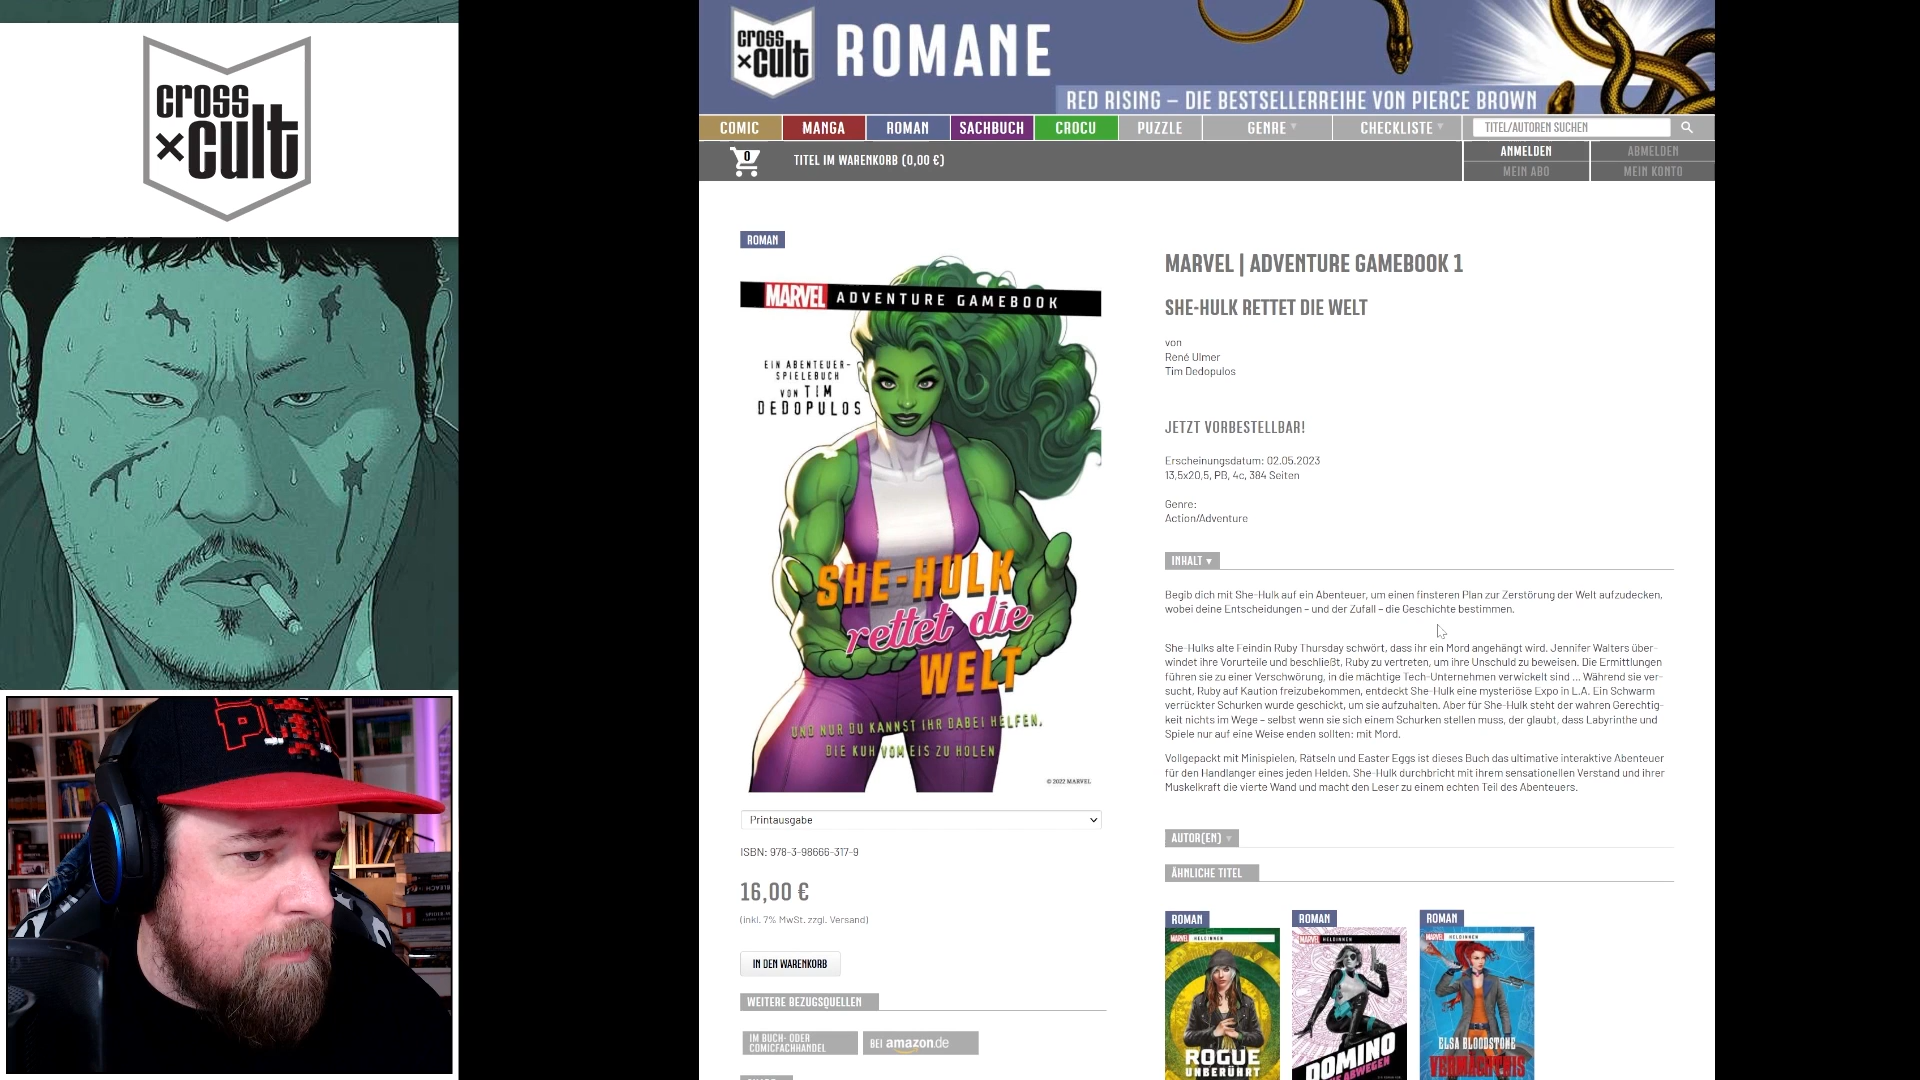 cross
×cult
cross
×cult
ROMANE
RED RISING – DIE BESTSELLERREIHE VON PIERCE BROWN
COMIC
MANGA
ROMAN
SACHBUCH
CROCU
PUZZLE
GENRE ▼
CHECKLISTE ▼
TITEL/AUTOREN SUCHEN
0
TITEL IM WARENKORB (0,00 €)
ANMELDEN
ABMELDEN
MEIN ABO
MEIN KONTO
ROMAN
MARVEL ADVENTURE GAMEBOOK
EIN ABENTEUER-
SPIELEBUCH
VON TIM
DEDOPULOS
SHE-HULK
rettet die
WELT
UND NUR DU KANNST IHR DABEI HELFEN,
DIE KUH VOM EIS ZU HOLEN
© 2022 MARVEL
Printausgabe
ISBN: 978-3-98666-317-9
16,00 €
(inkl. 7% MwSt. zzgl. Versand)
IN DEN WARENKORB
WEITERE BEZUGSQUELLEN
IM BUCH- ODER
COMICFACHHANDEL
BEI amazon.de
MARVEL | ADVENTURE GAMEBOOK 1
SHE-HULK RETTET DIE WELT
von
René Ulmer
Tim Dedopulos
JETZT VORBESTELLBAR!
Erscheinungsdatum: 02.05.2023
13,5x20,5, PB, 4c, 384 Seiten
Genre:
Action/Adventure
INHALT ▼
Begib dich mit She-Hulk auf ein Abenteuer, um einen finsteren Plan zur Zerstörung der Welt aufzudecken,
wobei deine Entscheidungen – und der Zufall – die Geschichte bestimmen.
She-Hulks alte Feindin Ruby Thursday schwört, dass ihr ein Mord angehängt wird. Jennifer Walters über-
windet ihre Vorurteile und beschließt, Ruby zu vertreten, um ihre Unschuld zu beweisen. Die Ermittlungen
führen sie zu einer Verschwörung, in die mächtige Tech-Unternehmen verwickelt sind ... Während sie ver-
sucht, Ruby auf Kaution freizubekommen, entdeckt She-Hulk eine mysteriöse Expo in L.A. Ein Schwarm
verrückter Schurken wurde geschickt, um sie aufzuhalten. Aber für She-Hulk steht der wahren Gerechtig-
keit nichts im Wege – selbst wenn sie sich einem Schurken stellen muss, der glaubt, dass Labyrinthe und
Spiele nur auf eine Weise enden sollten: mit Mord.
Vollgepackt mit Minispielen, Rätseln und Easter Eggs ist dieses Buch das ultimative interaktive Abenteuer
für den Handlanger eines jeden Helden. She-Hulk durchbricht mit ihrem sensationellen Verstand und ihrer
Muskelkraft die vierte Wand und macht den Leser zu einem echten Teil des Abenteuers.
AUTOR(EN) ▼
ÄHNLICHE TITEL
ROMAN
ROMAN
ROMAN
MARVEL HELDINNEN
MARVEL HELDINNEN
MARVEL HELDINNEN
ROGUE
UNBERÜHRT
DOMINO
ELSA BLOODSTONE
VERMÄCHTNIS
BLEACH